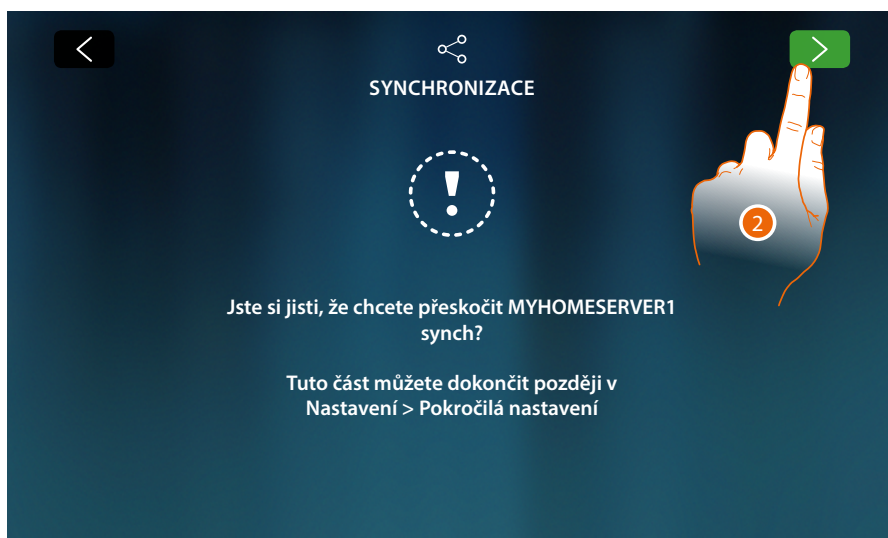 SYNCHRONIZACE
2
Jste si jisti, že chcete přeskočit MYHOMESERVER1
synch?
Tuto část můžete dokončit později v
Nastavení > Pokročilá nastavení